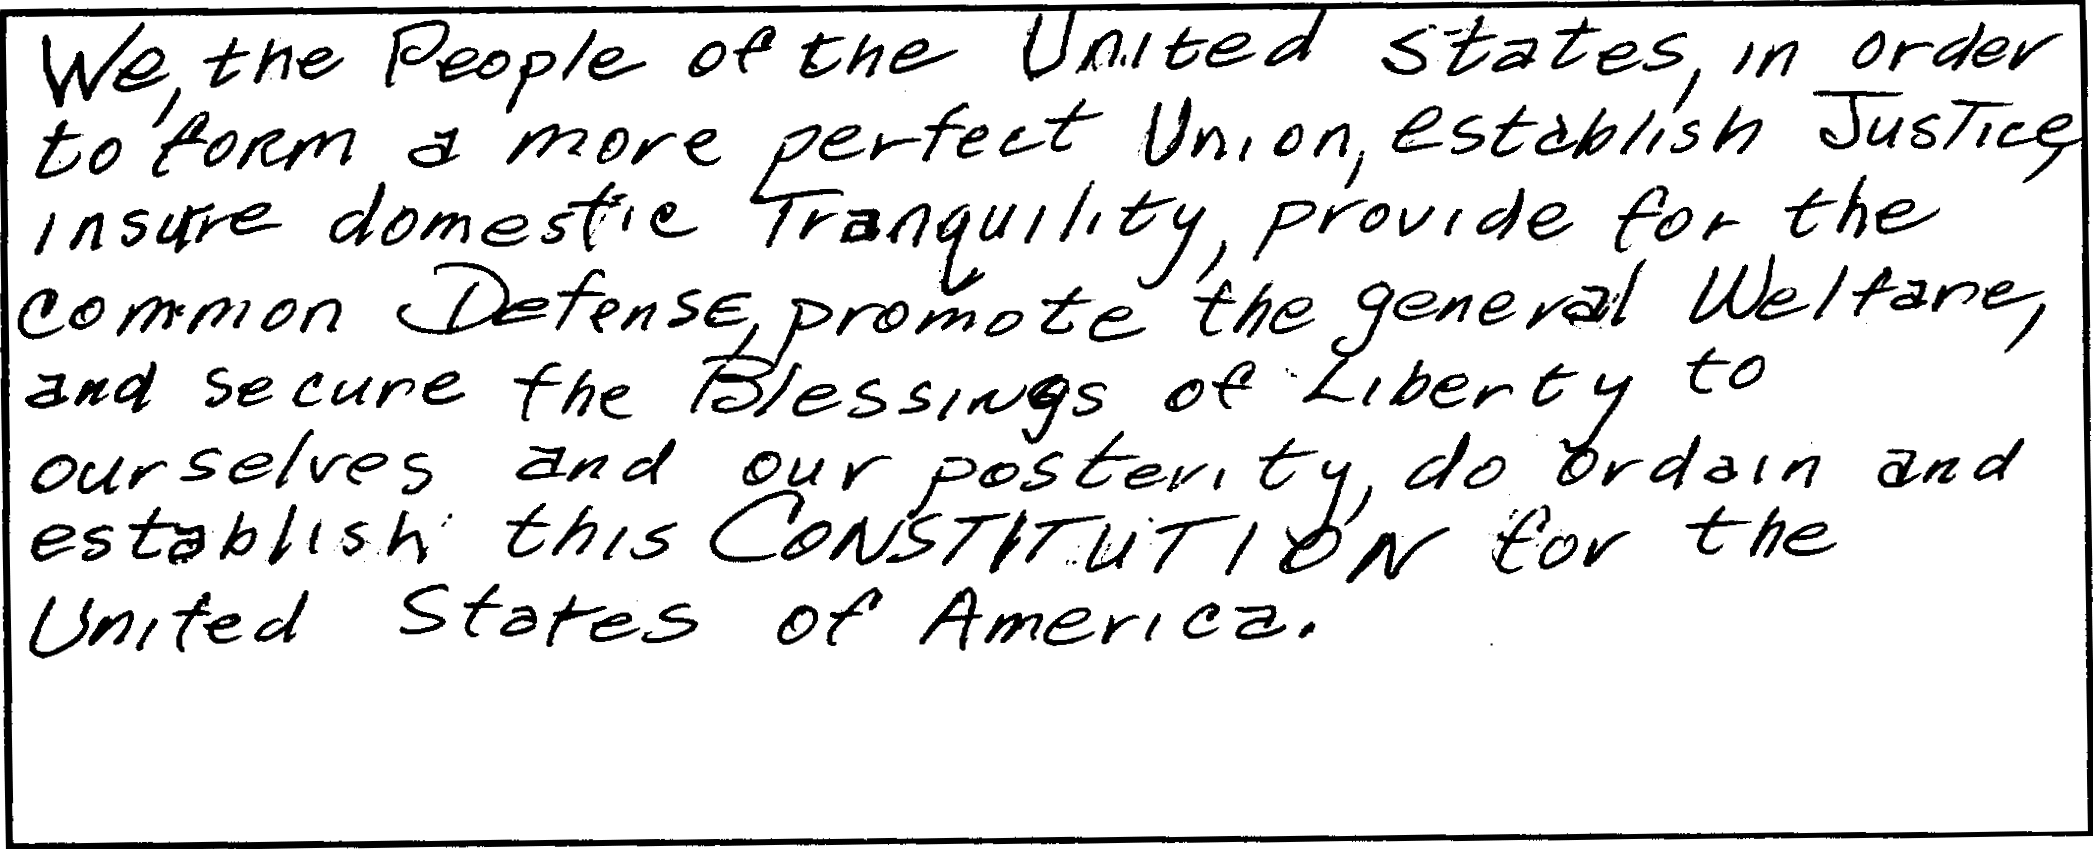 We, the People of the United States, in order
to form a more perfect Union, establish Justice,
insure domestic Tranquility, provide for the
common Defense, promote the general Welfare,
and secure the Blessings of Liberty to
ourselves and our posterity, do ordain and
establish this CONSTITUTION for the
United States of America.